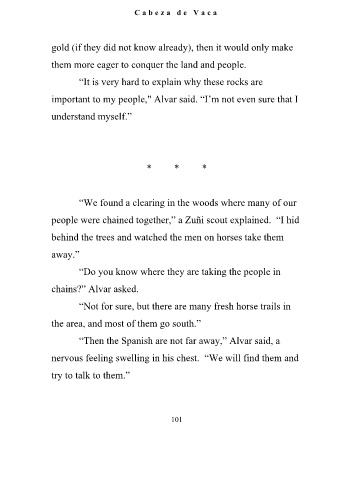 Cabeza de Vaca
gold (if they did not know already), then it would only make
them more eager to conquer the land and people.
“It is very hard to explain why these rocks are
important to my people," Alvar said. “I’m not even sure that I
understand myself.”
* * *
“We found a clearing in the woods where many of our
people were chained together,” a Zuñi scout explained.  “I hid
behind the trees and watched the men on horses take them
away.”
“Do you know where they are taking the people in
chains?” Alvar asked.
“Not for sure, but there are many fresh horse trails in
the area, and most of them go south.”
“Then the Spanish are not far away,” Alvar said, a
nervous feeling swelling in his chest.  “We will find them and
try to talk to them.”
101